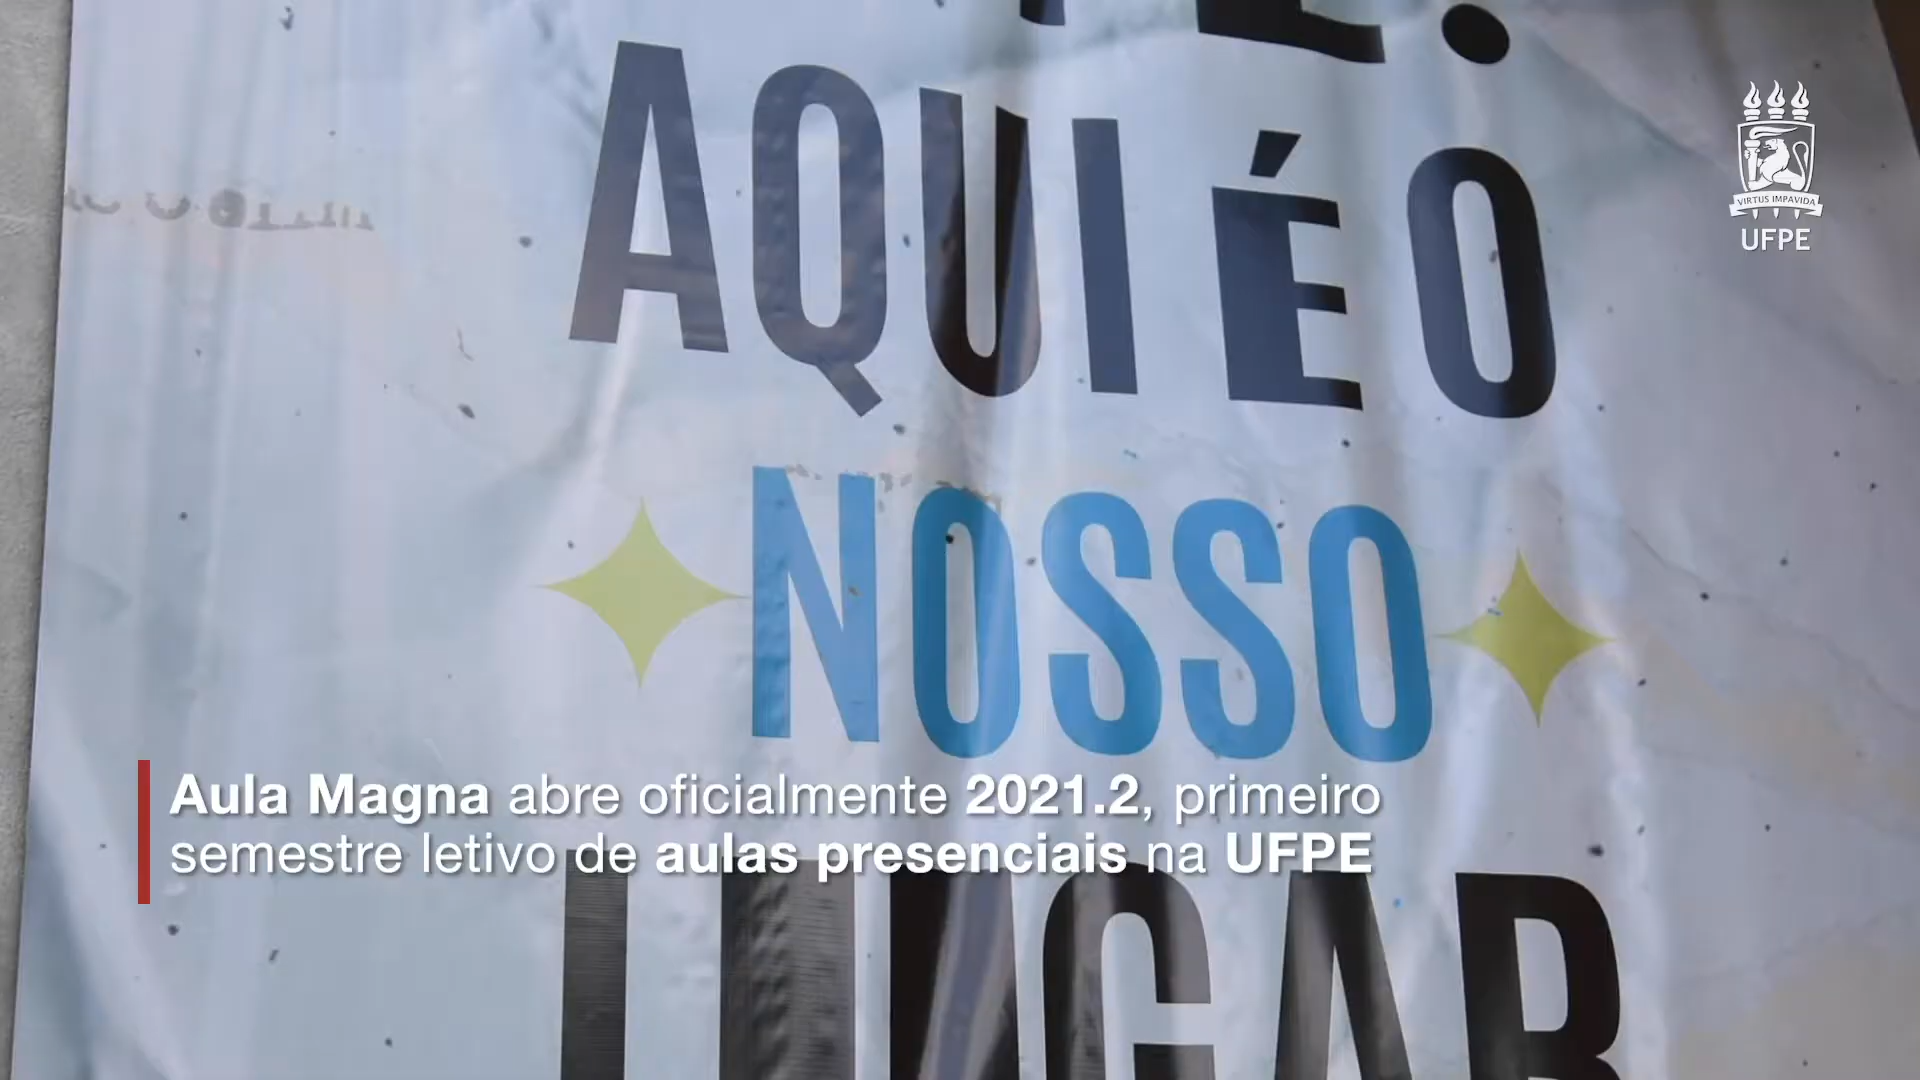 AQUI É O
VIRTUS IMPAVIDA
UFPE
NOSSO
Aula Magna abre oficialmente 2021.2, primeiro
semestre letivo de aulas presenciais na UFPE
LUGAR